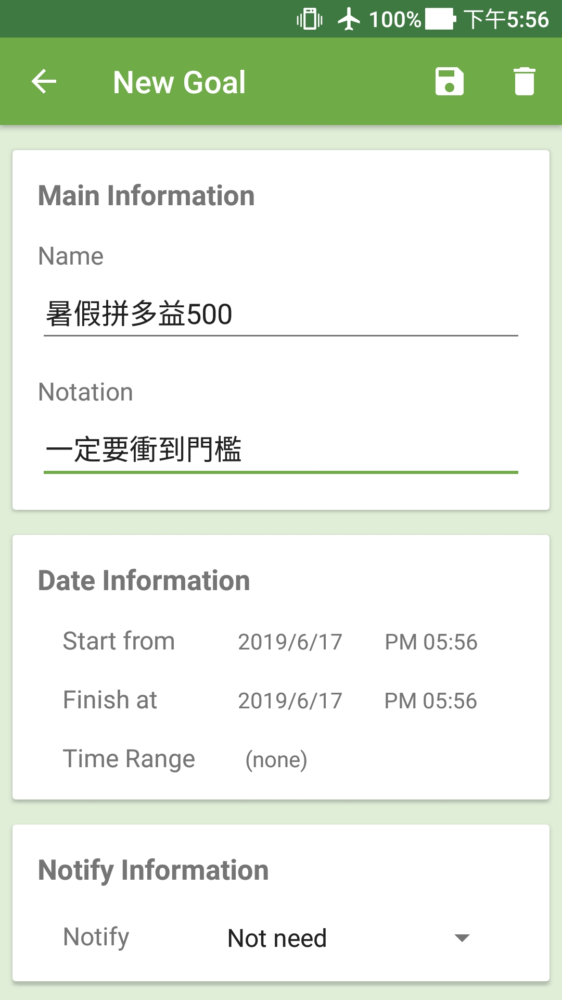 100% 下午5:56
New Goal
Main Information
Name
暑假拼多益500
Notation
一定要衝到門檻
Date Information
Start from 2019/6/17 PM 05:56
Finish at 2019/6/17 PM 05:56
Time Range (none)
Notify Information
Notify Not need